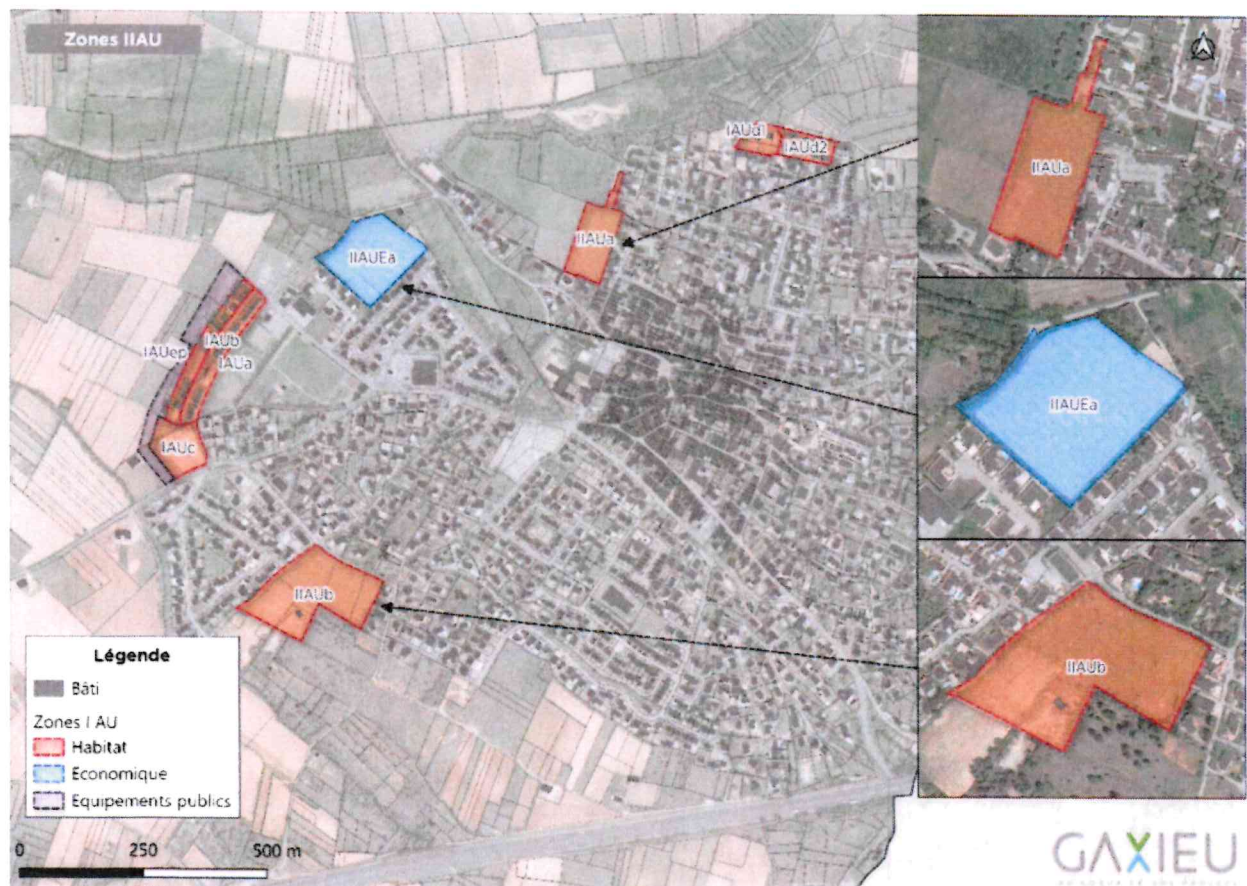 Zones IIAU
IAUd1
IAUd2
IIAUa
IIAUEa
IAUb
IAUep
IAUa
IAUc
IIAUb
Légende
Bâti
Zones I AU
Habitat
Economique
Equipements publics
0 250 500 m
IIAUa
IIAUEa
IIAUb
GAXIEU